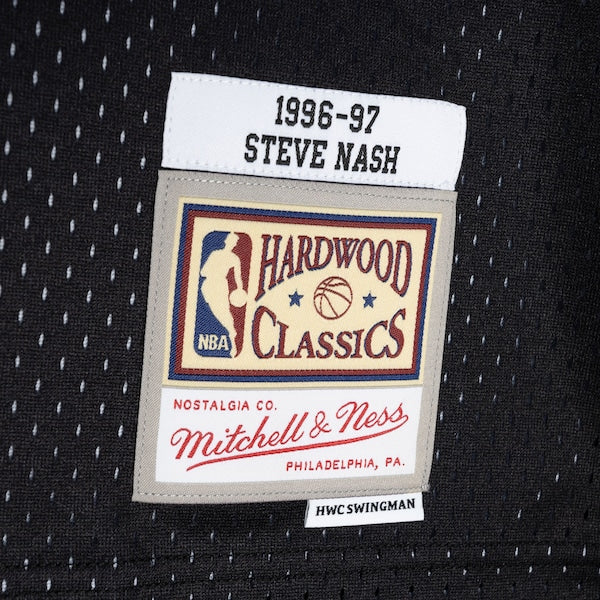 1996-97
STEVE NASH
HARDWOOD
NBA
CLASSICS
NOSTALGIA CO.
Mitchell & Ness
PHILADELPHIA, PA.
HWC SWINGMAN